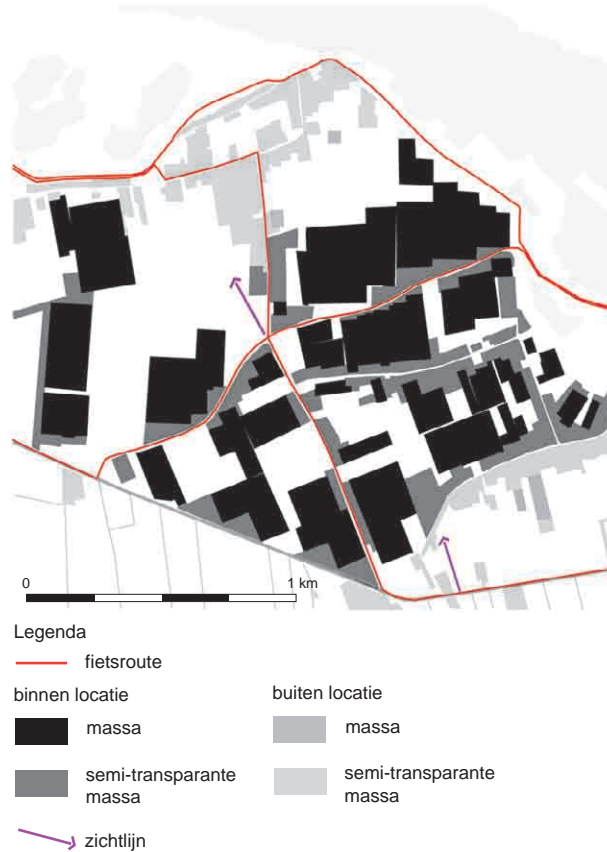 0 1 km
Legenda
fietsroute
binnen locatie
buiten locatie
massa
massa
semi-transparante
massa
semi-transparante
massa
zichtlijn